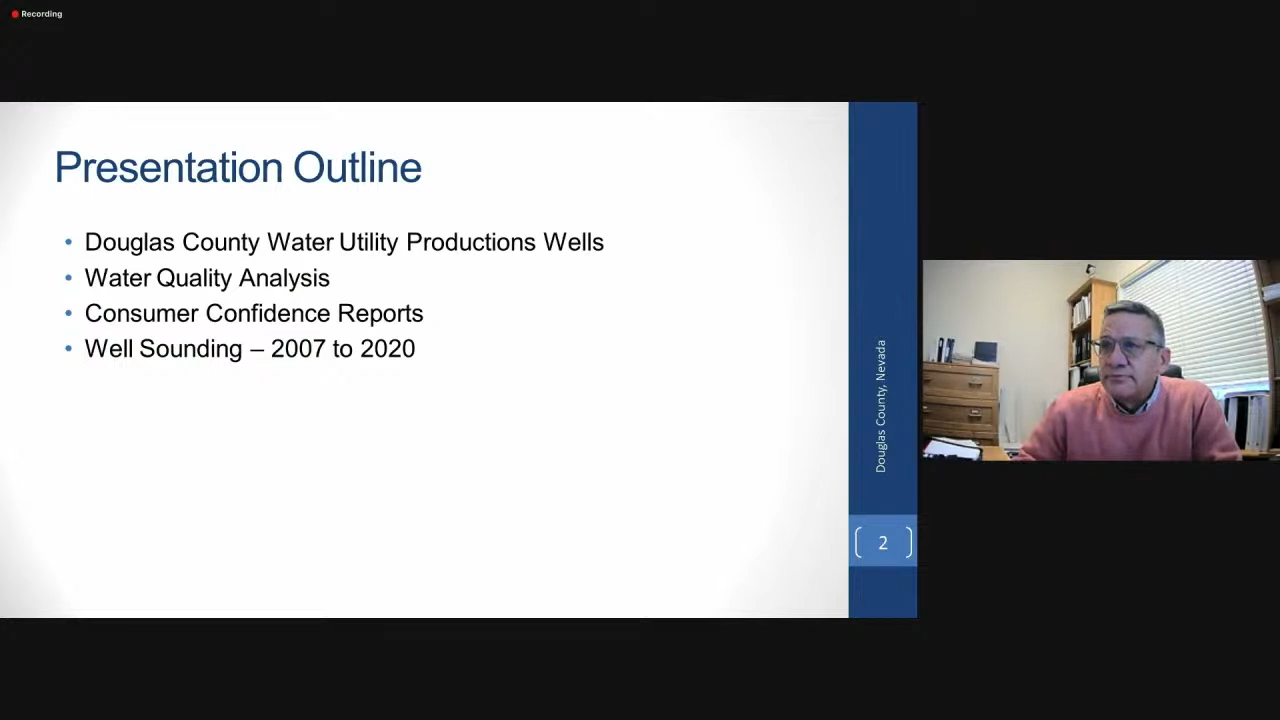 Recording
Presentation Outline
• Douglas County Water Utility Productions Wells
• Water Quality Analysis
• Consumer Confidence Reports
• Well Sounding – 2007 to 2020
Douglas County, Nevada
2